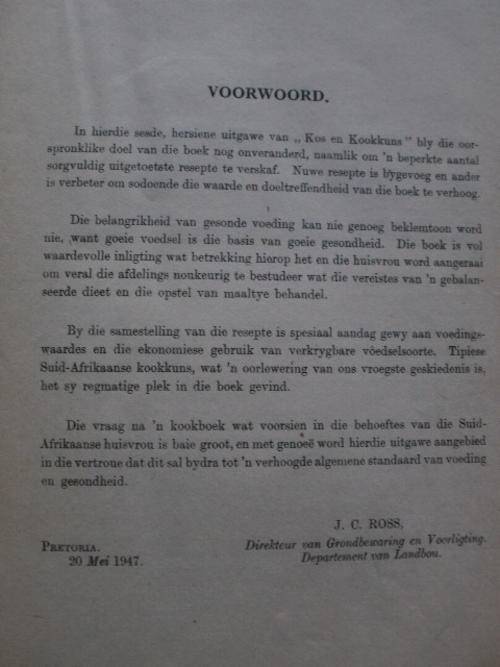 VOORWOORD.
In hierdie sesde, hersiene uitgawe van „ Kos en Kookkuns " bly die oor-
spronklike doel van die boek nog onveranderd, naamlik om 'n beperkte aantal
sorgvuldig uitgetoetste resepte te verskaf. Nuwe resepte is bygevoeg en ander
is verbeter om sodoende die waarde en doeltreffendheid van die boek te verhoog.
Die belangrikheid van gesonde voeding kan nie genoeg beklemtoon word
nie, want goeie voedsel is die basis van goeie gesondheid. Die boek is vol
waardevolle inligting wat betrekking hierop het en die huisvrou word aangeraai
om veral die afdelings noukeurig te bestudeer wat die vereistes van 'n gebalan-
seerde dieet en die opstel van maaltye behandel.
By die samestelling van die resepte is spesiaal aandag gewy aan voedings-
waardes en die ekonomiese gebruik van verkrygbare voedselsoorte. Tipiese
Suid-Afrikaanse kookkuns, wat 'n oorlewering van ons vroegste geskiedenis is,
het sy regmatige plek in die boek gevind.
Die vraag na 'n kookboek wat voorsien in die behoeftes van die Suid-
Afrikaanse huisvrou is baie groot, en met genoeë word hierdie uitgawe aangebied
in die vertroue dat dit sal bydra tot 'n verhoogde algemene standaard van voeding
en gesondheid.
J. C. ROSS,
Direkteur van Grondbewaring en Voorligting.
Departement van Landbou.
PRETORIA.
20 Mei 1947.